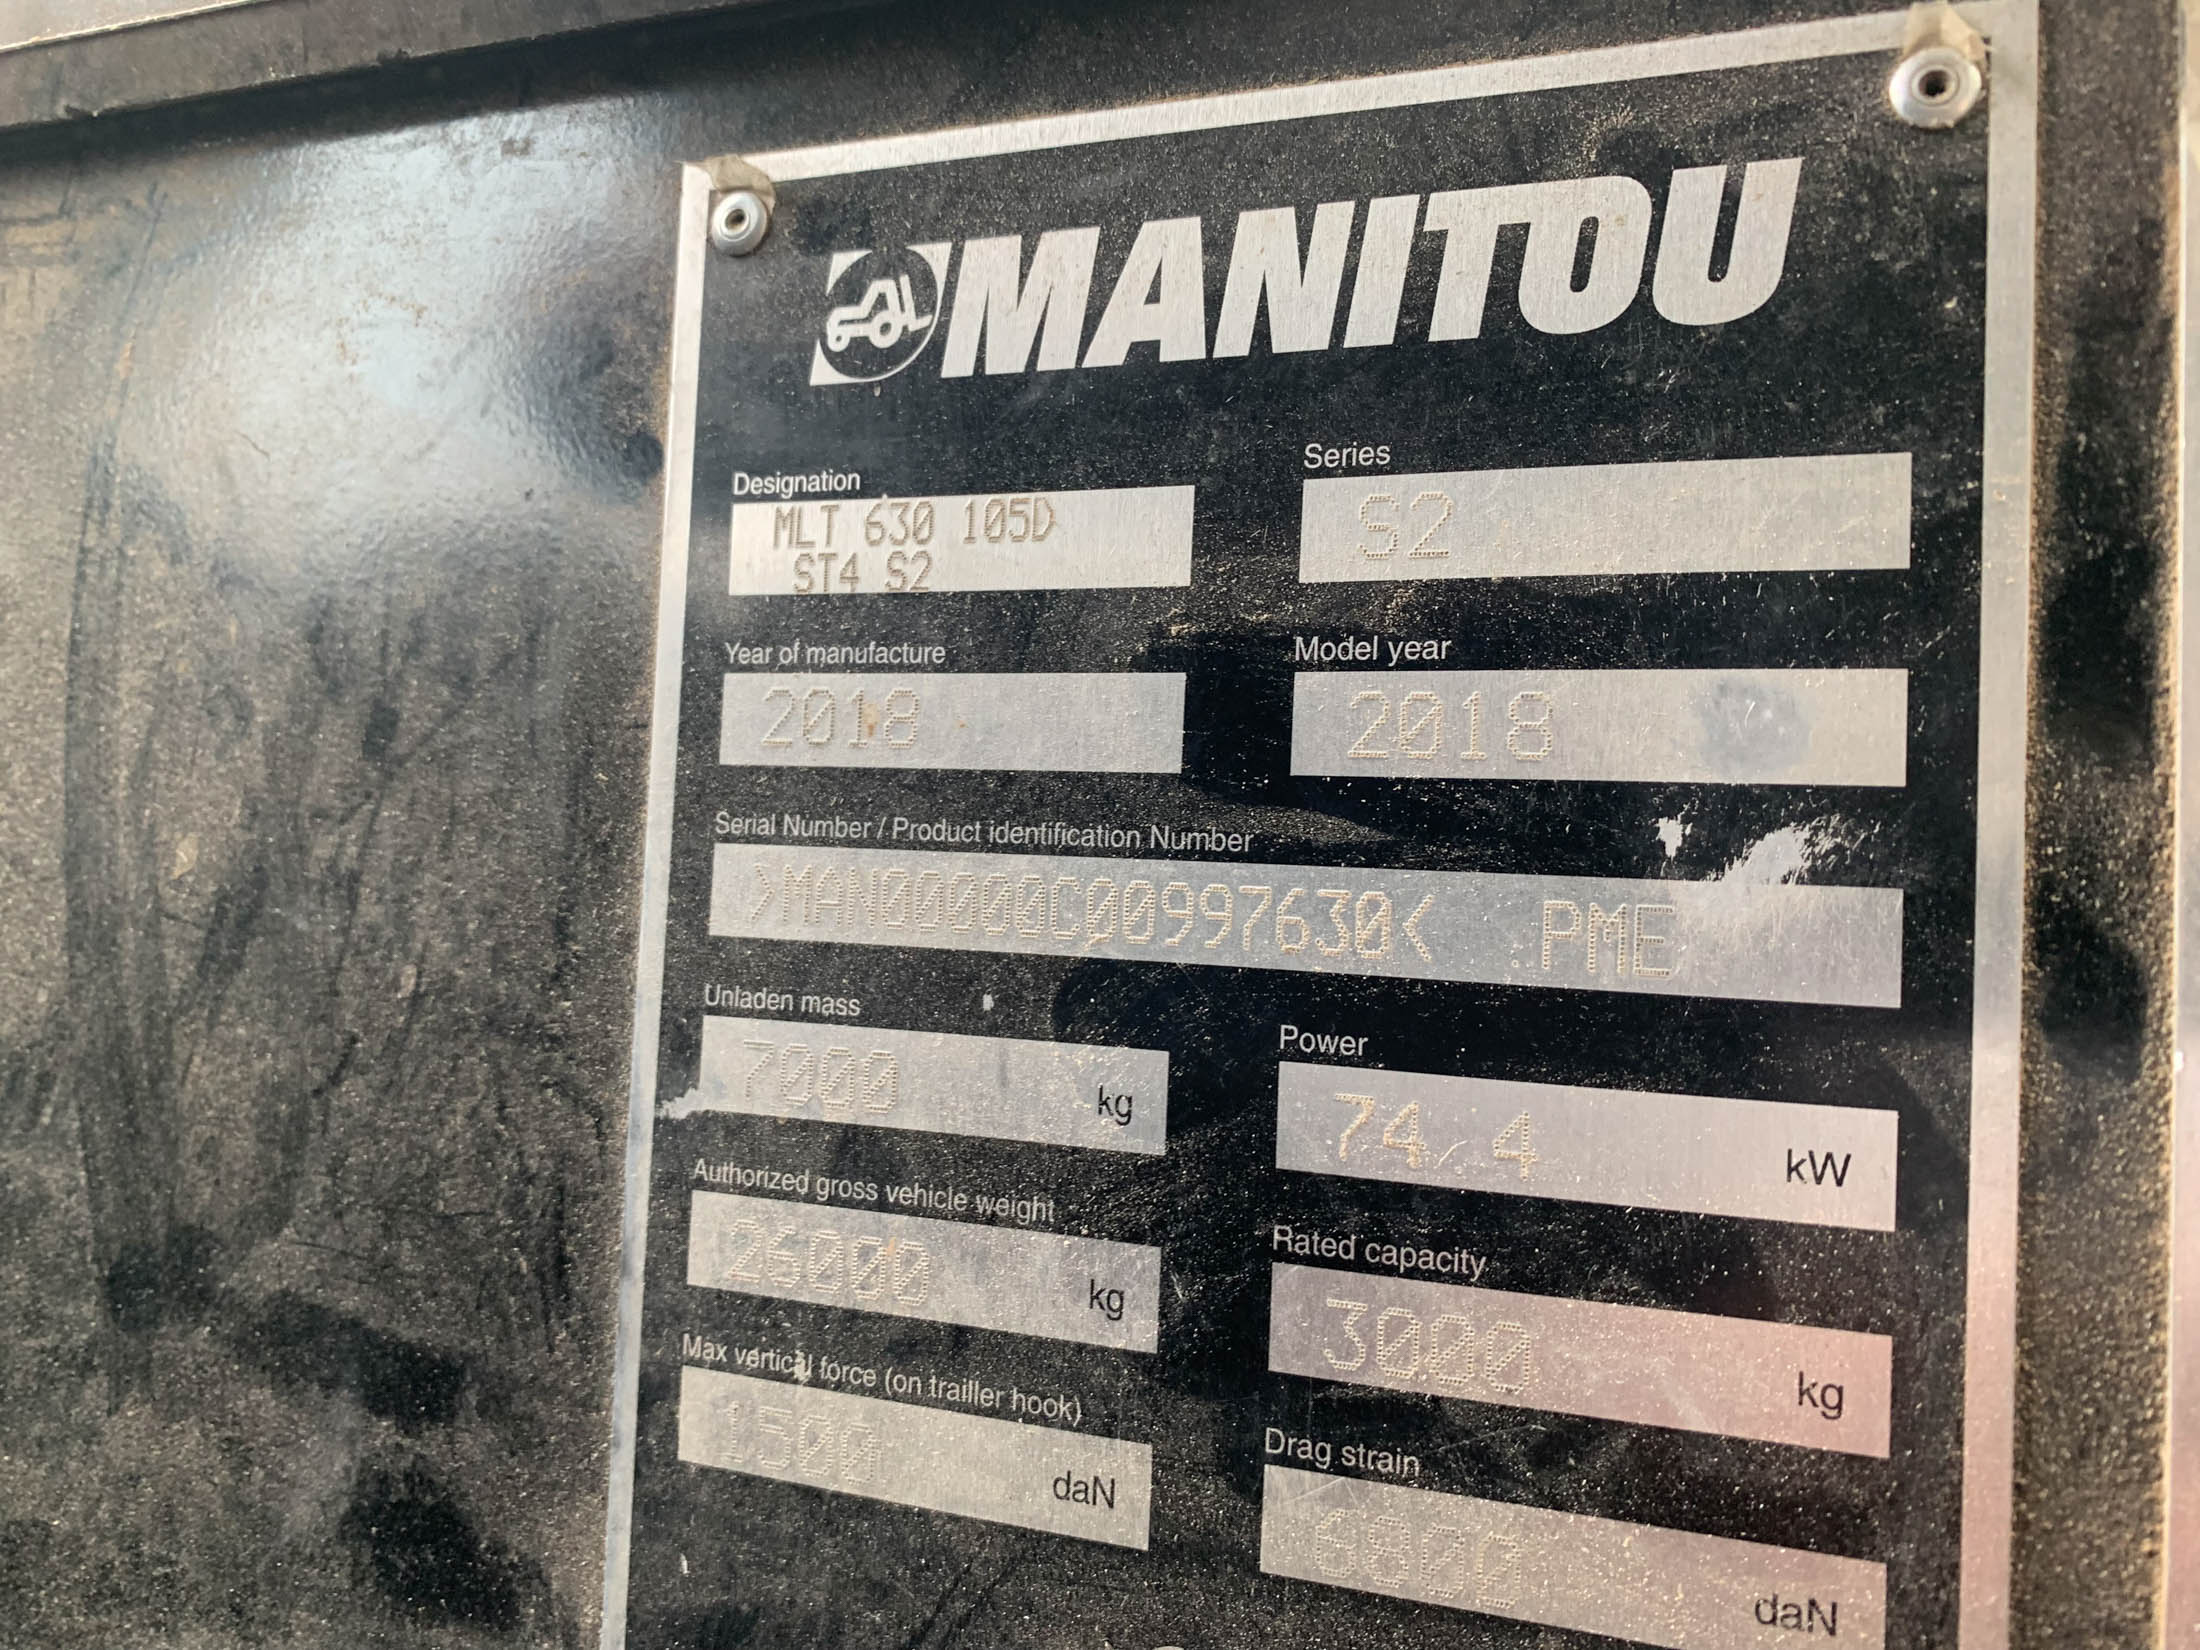 MANITOU
Designation
MLT 630 105D
ST4 S2
Series
S2
Year of manufacture
2018
Model year
2018
Serial Number / Product identification Number
>MAN00000C00997630< .PME
Unladen mass
7000 kg
Power
74/4 kW
Authorized gross vehicle weight
26000 kg
Rated capacity
3000 kg
Max vertical force (on trailler hook)
1500 daN
Drag strain
6800 daN